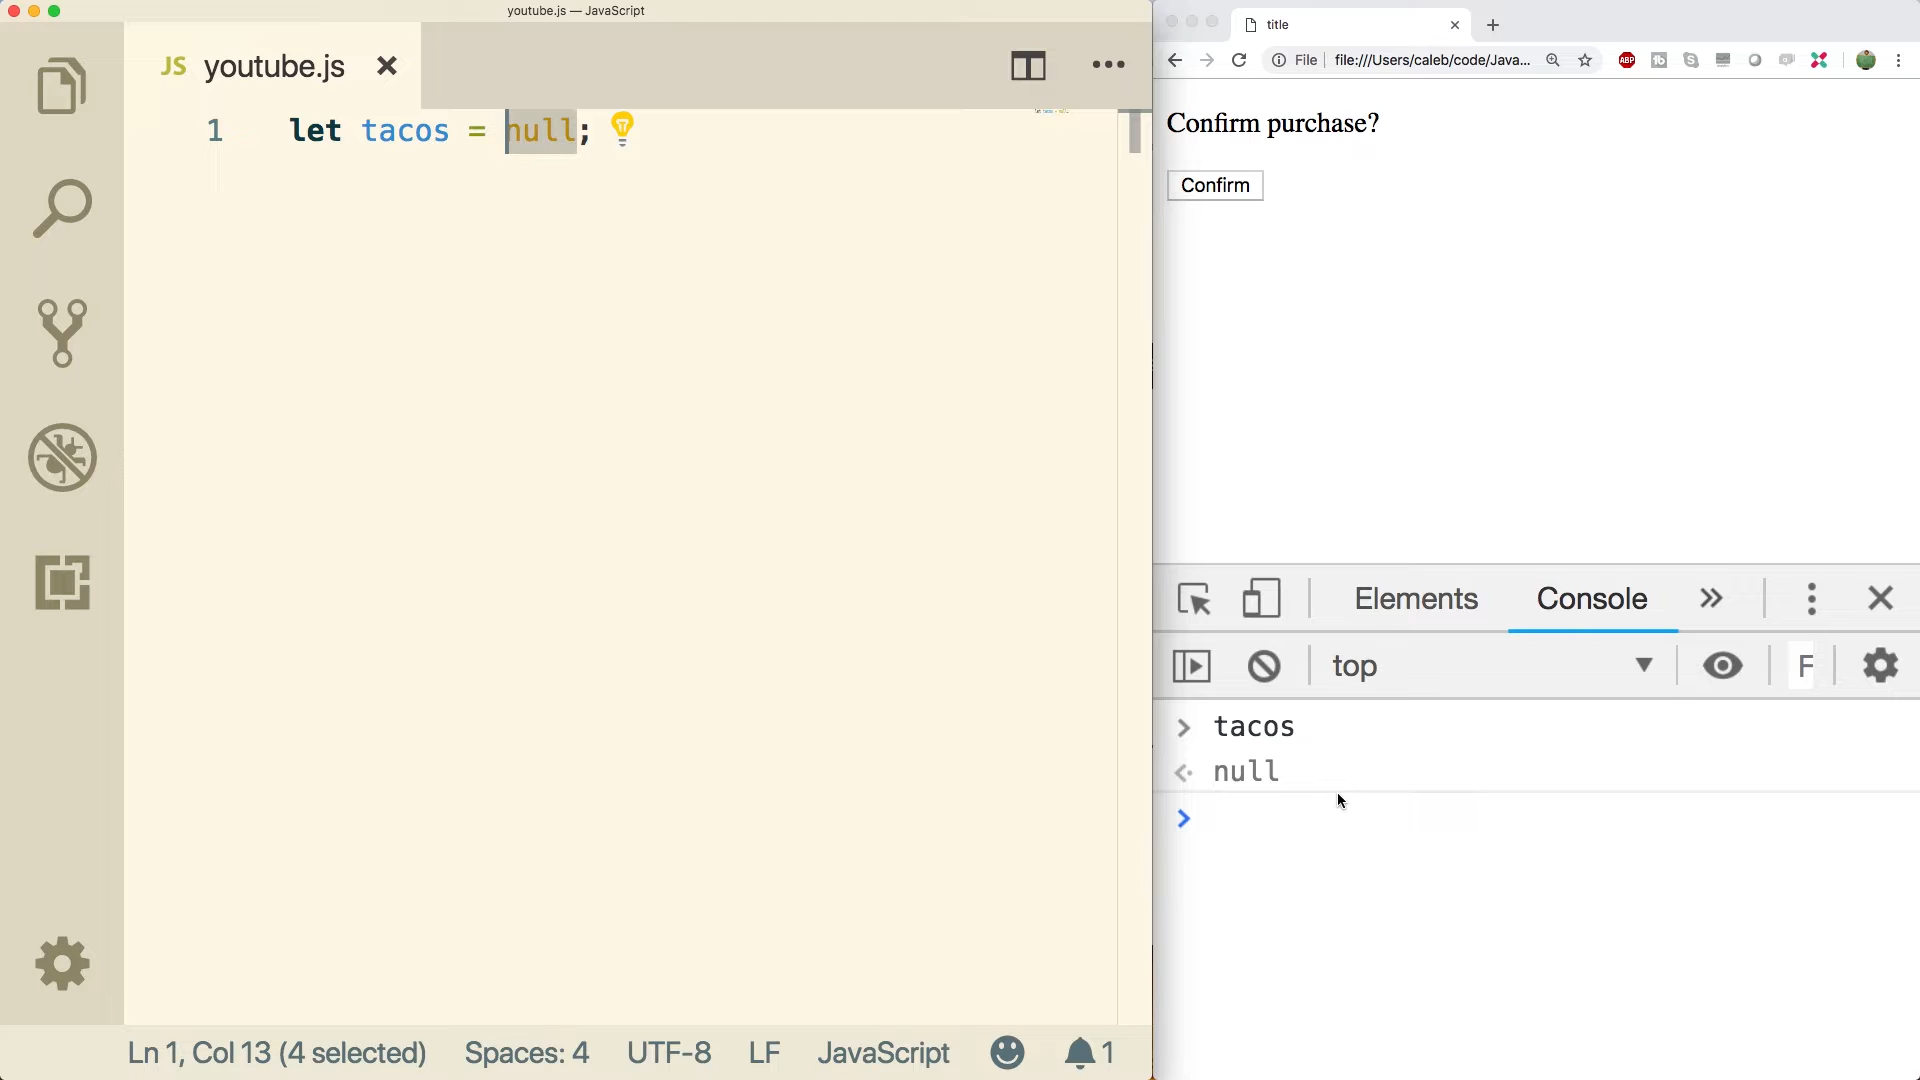 youtube.js — JavaScript
JS youtube.js
1 let tacos = null;
Ln 1, Col 13 (4 selected) Spaces: 4 UTF-8 LF JavaScript 1
title
File file:///Users/caleb/code/Java...
ABP
Confirm purchase?
Confirm
Elements Console
top F
> tacos
null
>